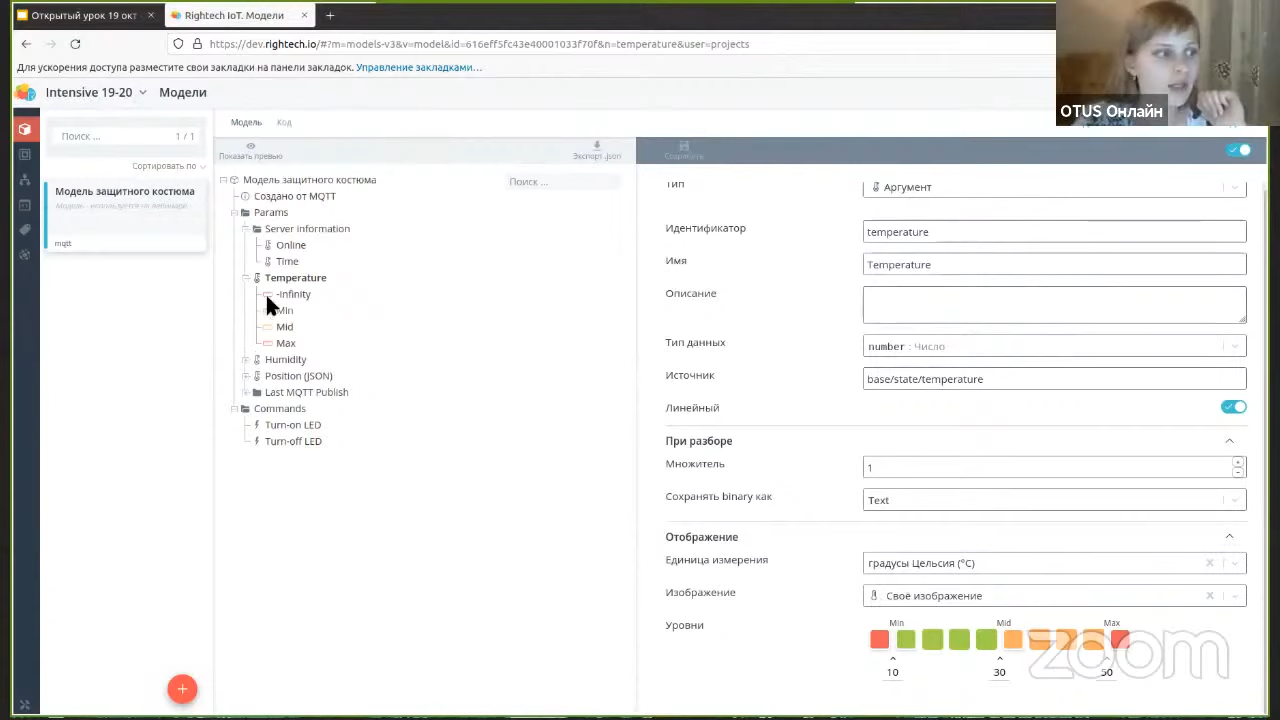 Открытый урок 19 окт
Rightech IoT. Модели
https://dev.rightech.io/#?m=models-v3&v=model&id=616eff5fc43e40001033f70f&n=temperature&user=projects
Для ускорения доступа разместите свои закладки на панели закладок. Управление закладками…
Intensive 19-20
Модели
OTUS Онлайн
Поиск ...
1 / 1
Сортировать по
Модель защитного костюма
mqtt
Модель
Код
Показать превью
Экспорт .json
Поиск ...
Модель защитного костюма
Создано от MQTT
Params
Server information
Online
Time
Temperature
-Infinity
Min
Mid
Max
Humidity
Position (JSON)
Last MQTT Publish
Commands
Turn-on LED
Turn-off LED
Сохранить
Тип
Аргумент
Идентификатор
temperature
Имя
Temperature
Описание
Тип данных
number : Число
Источник
base/state/temperature
Линейный
При разборе
Множитель
1
Сохранять binary как
Text
Отображение
Единица измерения
градусы Цельсия (°C)
Изображение
Своё изображение
Уровни
Min
Mid
Max
10
30
50
zoom